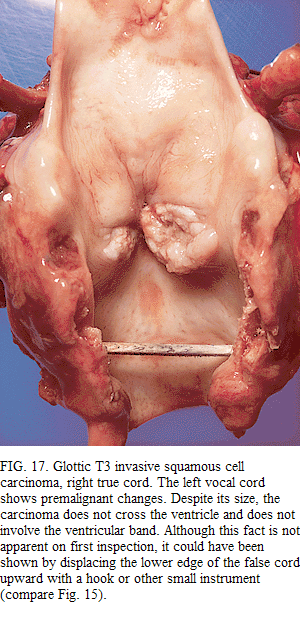 FIG. 17. Glottic T3 invasive squamous cell
carcinoma, right true cord. The left vocal cord
shows premalignant changes. Despite its size, the
carcinoma does not cross the ventricle and does not
involve the ventricular band. Although this fact is not
apparent on first inspection, it could have been
shown by displacing the lower edge of the false cord
upward with a hook or other small instrument
(compare Fig. 15).